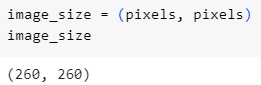 image_size = (pixels, pixels)
image_size
(260, 260)